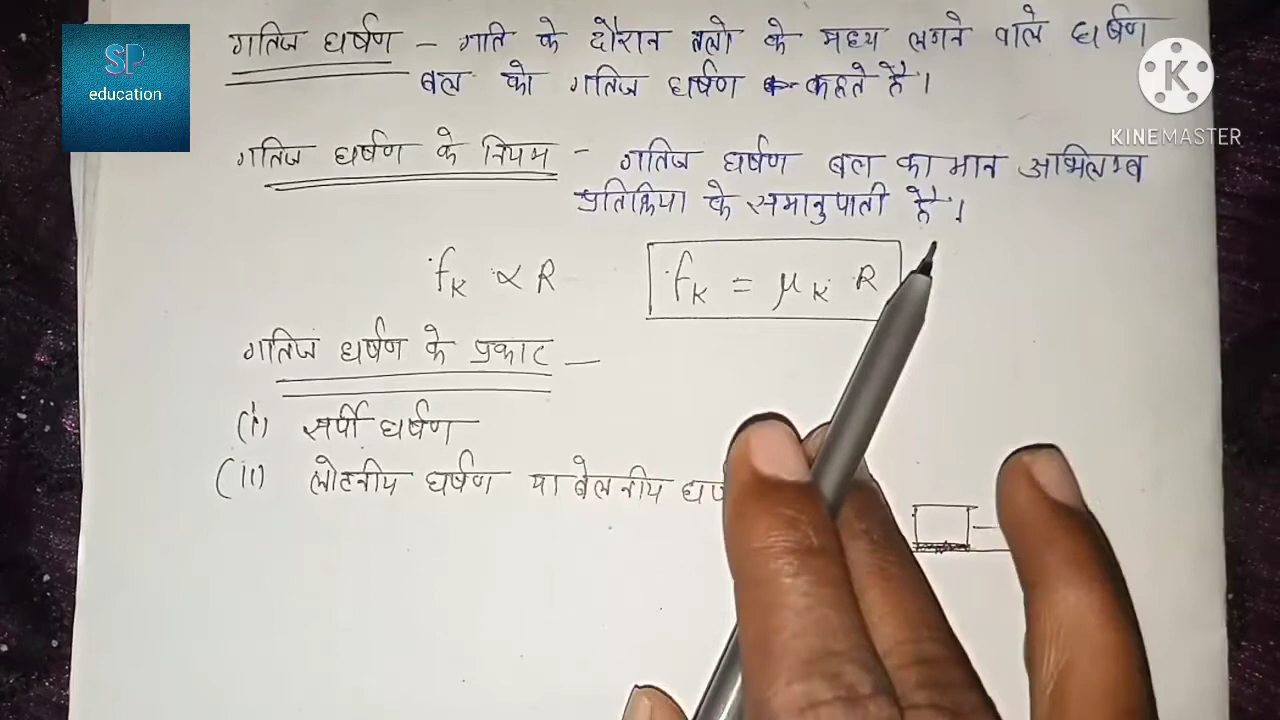 SP
education
गतिज घर्षण – गति के दौरान तलो के मध्य लगने वाले घर्षण
बल को गतिज घर्षण कहते है।
KINEMASTER
गतिज घर्षण के नियम – गतिज घर्षण बल का मान अभिलम्ब
प्रतिक्रिया के समानुपाती है।
fK ∝ R fK = μK R
गतिज घर्षण के प्रकार –
(i) सर्पी घर्षण
(ii) लोटनीय घर्षण या बेलनीय